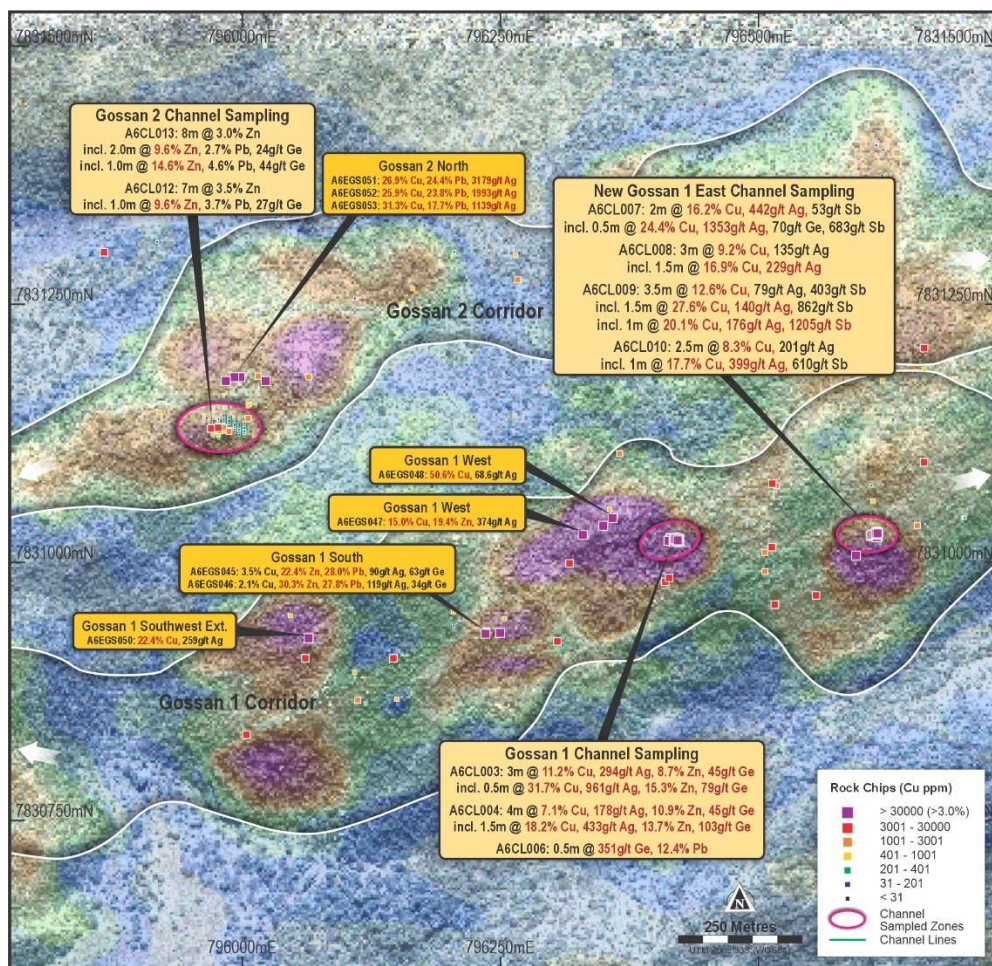 7831500mN
796000mE
796250mE
796500mE
7831500mN
Gossan 2 Channel Sampling
A6CL013: 8m @ 3.0% Zn
incl. 2.0m @ 9.6% Zn, 2.7% Pb, 24g/t Ge
incl. 1.0m @ 14.6% Zn, 4.6% Pb, 44g/t Ge
A6CL012: 7m @ 3.5% Zn
incl. 1.0m @ 9.6% Zn, 3.7% Pb, 27g/t Ge
Gossan 2 North
A6EGS051: 26.9% Cu, 24.4% Pb, 3179g/t Ag
A6EGS052: 25.9% Cu, 23.8% Pb, 1993g/t Ag
A6EGS053: 31.3% Cu, 17.7% Pb, 1139g/t Ag
New Gossan 1 East Channel Sampling
A6CL007: 2m @ 16.2% Cu, 442g/t Ag, 53g/t Sb
incl. 0.5m @ 24.4% Cu, 1353g/t Ag, 70g/t Ge, 683g/t Sb
A6CL008: 3m @ 9.2% Cu, 135g/t Ag
incl. 1.5m @ 16.9% Cu, 229g/t Ag
A6CL009: 3.5m @ 12.6% Cu, 79g/t Ag, 403g/t Sb
incl. 1.5m @ 27.6% Cu, 140g/t Ag, 862g/t Sb
incl. 1m @ 20.1% Cu, 176g/t Ag, 1205g/t Sb
A6CL010: 2.5m @ 8.3% Cu, 201g/t Ag
incl. 1m @ 17.7% Cu, 399g/t Ag, 610g/t Sb
7831250mN
Gossan 2 Corridor
7831250mN
Gossan 1 West
A6EGS048: 50.6% Cu, 68.6g/t Ag
Gossan 1 West
A6EGS047: 15.0% Cu, 19.4% Zn, 374g/t Ag
7831000mN
7831000mN
Gossan 1 South
A6EGS045: 3.5% Cu, 22.4% Zn, 28.0% Pb, 90g/t Ag, 63g/t Ge
A6EGS046: 2.1% Cu, 30.3% Zn, 27.8% Pb, 119g/t Ag, 34g/t Ge
Gossan 1 Southwest Ext.
A6EGS050: 22.4% Cu, 259g/t Ag
Gossan 1 Corridor
Gossan 1 Channel Sampling
A6CL003: 3m @ 11.2% Cu, 294g/t Ag, 8.7% Zn, 45g/t Ge
incl. 0.5m @ 31.7% Cu, 961g/t Ag, 15.3% Zn, 79g/t Ge
A6CL004: 4m @ 7.1% Cu, 178g/t Ag, 10.9% Zn, 45g/t Ge
incl. 1.5m @ 18.2% Cu, 433g/t Ag, 13.7% Zn, 103g/t Ge
A6CL006: 0.5m @ 351g/t Ge, 12.4% Pb
7830750mN
Rock Chips (Cu ppm)
> 30000 (>3.0%)
3001 - 30000
1001 - 3001
401 - 1001
201 - 401
31 - 201
< 31
Channel
Sampled Zones
Channel Lines
N
250 Metres
796000mE
796250mE